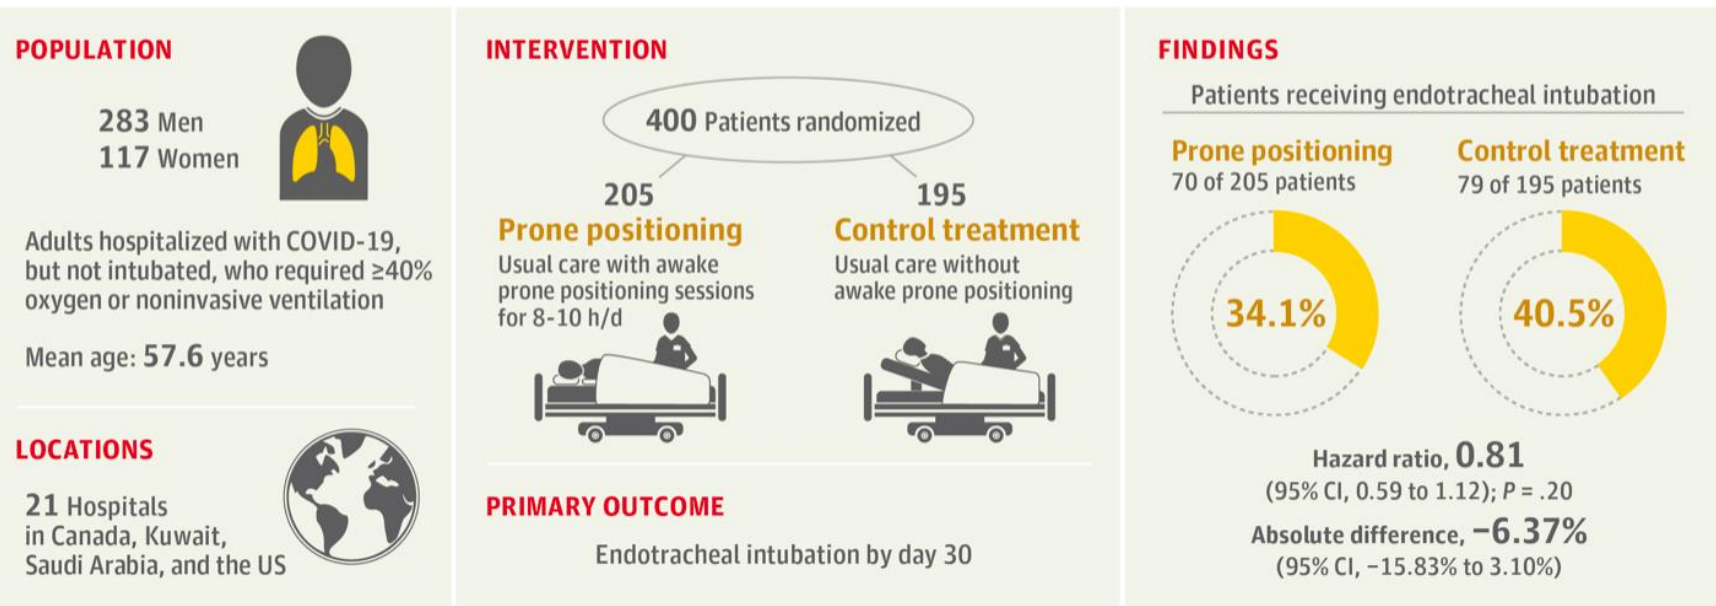 POPULATION
283 Men
117 Women
Adults hospitalized with COVID-19,
but not intubated, who required ≥40%
oxygen or noninvasive ventilation
Mean age: 57.6 years
LOCATIONS
21 Hospitals
in Canada, Kuwait,
Saudi Arabia, and the US
INTERVENTION
400 Patients randomized
205
Prone positioning
Usual care with awake
prone positioning sessions
for 8-10 h/d
195
Control treatment
Usual care without
awake prone positioning
PRIMARY OUTCOME
Endotracheal intubation by day 30
FINDINGS
Patients receiving endotracheal intubation
Prone positioning
70 of 205 patients
34.1%
Control treatment
79 of 195 patients
40.5%
Hazard ratio, 0.81
(95% CI, 0.59 to 1.12); P = .20
Absolute difference, −6.37%
(95% CI, −15.83% to 3.10%)